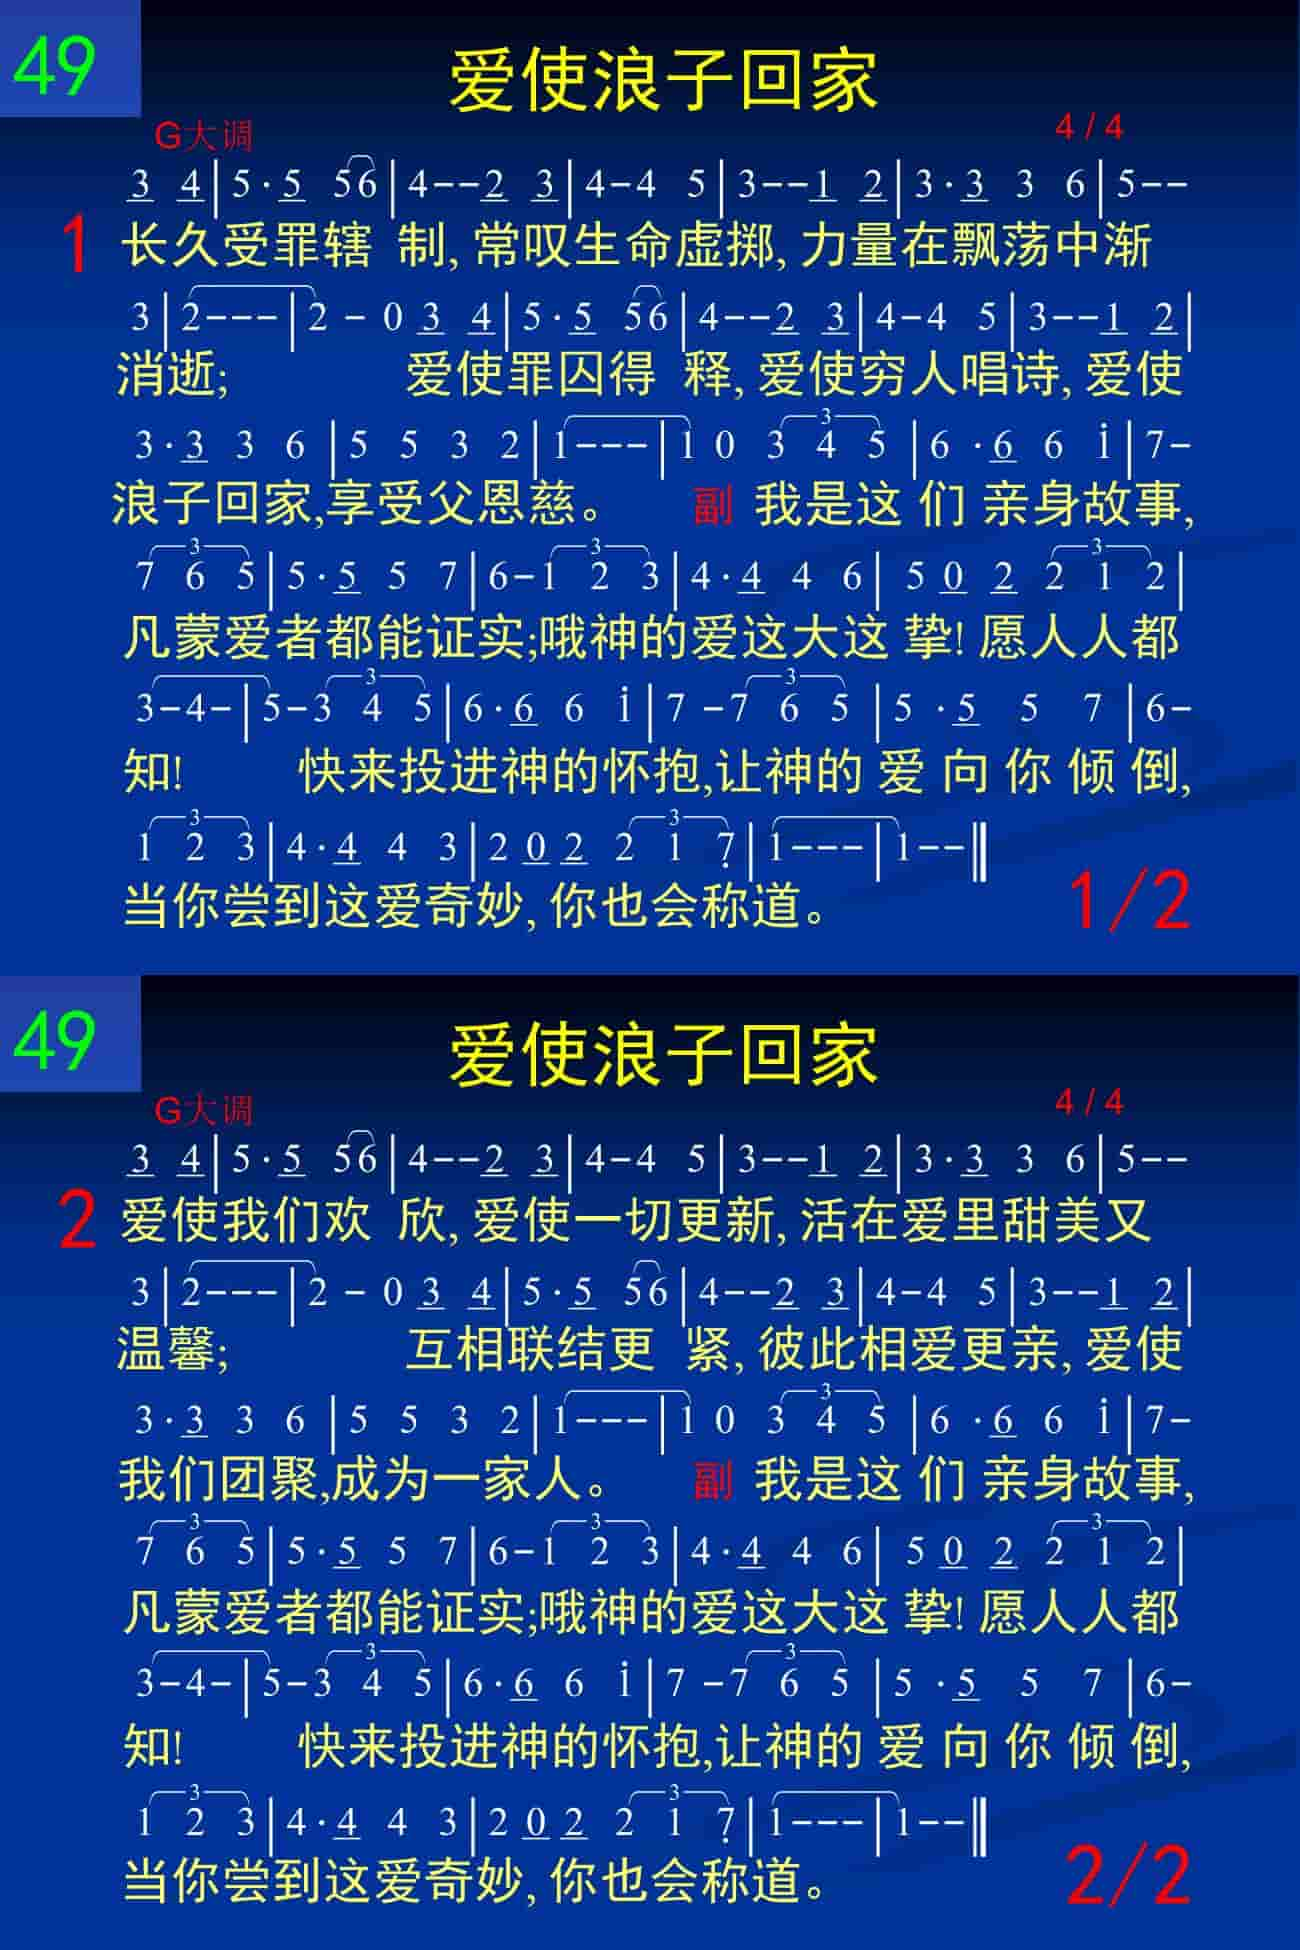 49
爱使浪子回家
G大调 4/4
3 4|5·5 56|4--2 3|4-4 5|3--1 2|3·3 3 6|5--
1 长久受罪辖 制, 常叹生命虚掷, 力量在飘荡中渐
3|2---|2 - 0 3 4|5·5 56|4--2 3|4-4 5|3--1 2|
消逝; 爱使罪囚得 释, 爱使穷人唱诗, 爱使
3·3 3 6|5 5 3 2|1---|1 0 3 4 5|6·6 6 i|7-
浪子回家,享受父恩慈。 副 我是这 们 亲身故事,
7 6 5|5·5 5 7|6-1 2 3|4·4 4 6|5 0 2 2 1 2|
凡蒙爱者都能证实;哦神的爱这大这 挚! 愿人人都
3-4-|5-3 4 5|6·6 6 i|7-7 6 5|5·5 5 7|6-
知! 快来投进神的怀抱,让神的 爱 向 你 倾 倒,
1 2 3|4·4 4 3|2 0 2 2 1 7̣|1---|1--‖
当你尝到这爱奇妙, 你也会称道。
1/2
49
爱使浪子回家
G大调 4/4
3 4|5·5 56|4--2 3|4-4 5|3--1 2|3·3 3 6|5--
2 爱使我们欢 欣, 爱使一切更新, 活在爱里甜美又
3|2---|2 - 0 3 4|5·5 56|4--2 3|4-4 5|3--1 2|
温馨; 互相联结更 紧, 彼此相爱更亲, 爱使
3·3 3 6|5 5 3 2|1---|1 0 3 4 5|6·6 6 i|7-
我们团聚,成为一家人。 副 我是这 们 亲身故事,
7 6 5|5·5 5 7|6-1 2 3|4·4 4 6|5 0 2 2 1 2|
凡蒙爱者都能证实;哦神的爱这大这 挚! 愿人人都
3-4-|5-3 4 5|6·6 6 i|7-7 6 5|5·5 5 7|6-
知! 快来投进神的怀抱,让神的 爱 向 你 倾 倒,
1 2 3|4·4 4 3|2 0 2 2 1 7̣|1---|1--‖
当你尝到这爱奇妙, 你也会称道。
2/2